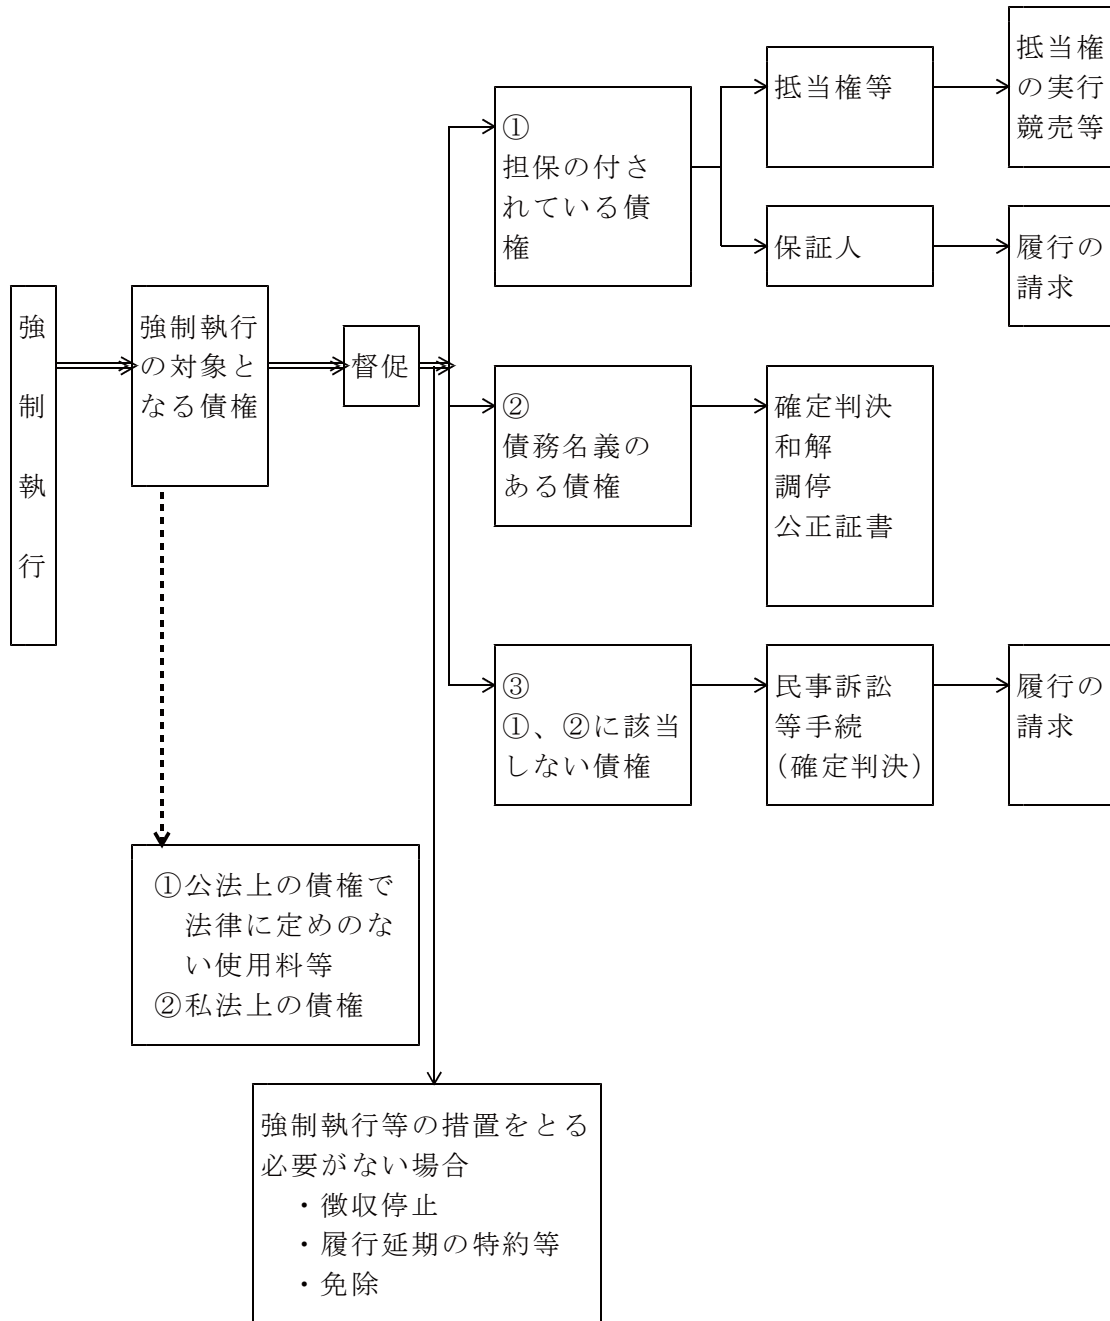 強制執行
強制執行
の対象と
なる債権
督促
①
担保の付さ
れている債
権
抵当権等
抵当権
の実行
競売等
保証人
履行の
請求
②
債務名義の
ある債権
確定判決
和解
調停
公正証書
③
①、②に該当
しない債権
民事訴訟
等手続
(確定判決)
履行の
請求
①公法上の債権で
法律に定めのな
い使用料等
②私法上の債権
強制執行等の措置をとる
必要がない場合
・徴収停止
・履行延期の特約等
・免除